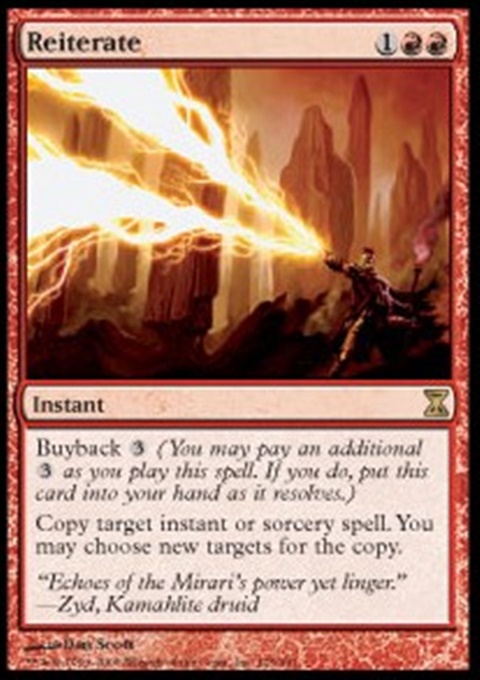 Reiterate 1
Instant
Buyback 3 (You may pay an additional
3 as you play this spell. If you do, put this
card into your hand as it resolves.)
Copy target instant or sorcery spell. You
may choose new targets for the copy.
"Echoes of the Mirari's power yet linger."
—Zyd, Kamahlite druid
Dan Scott